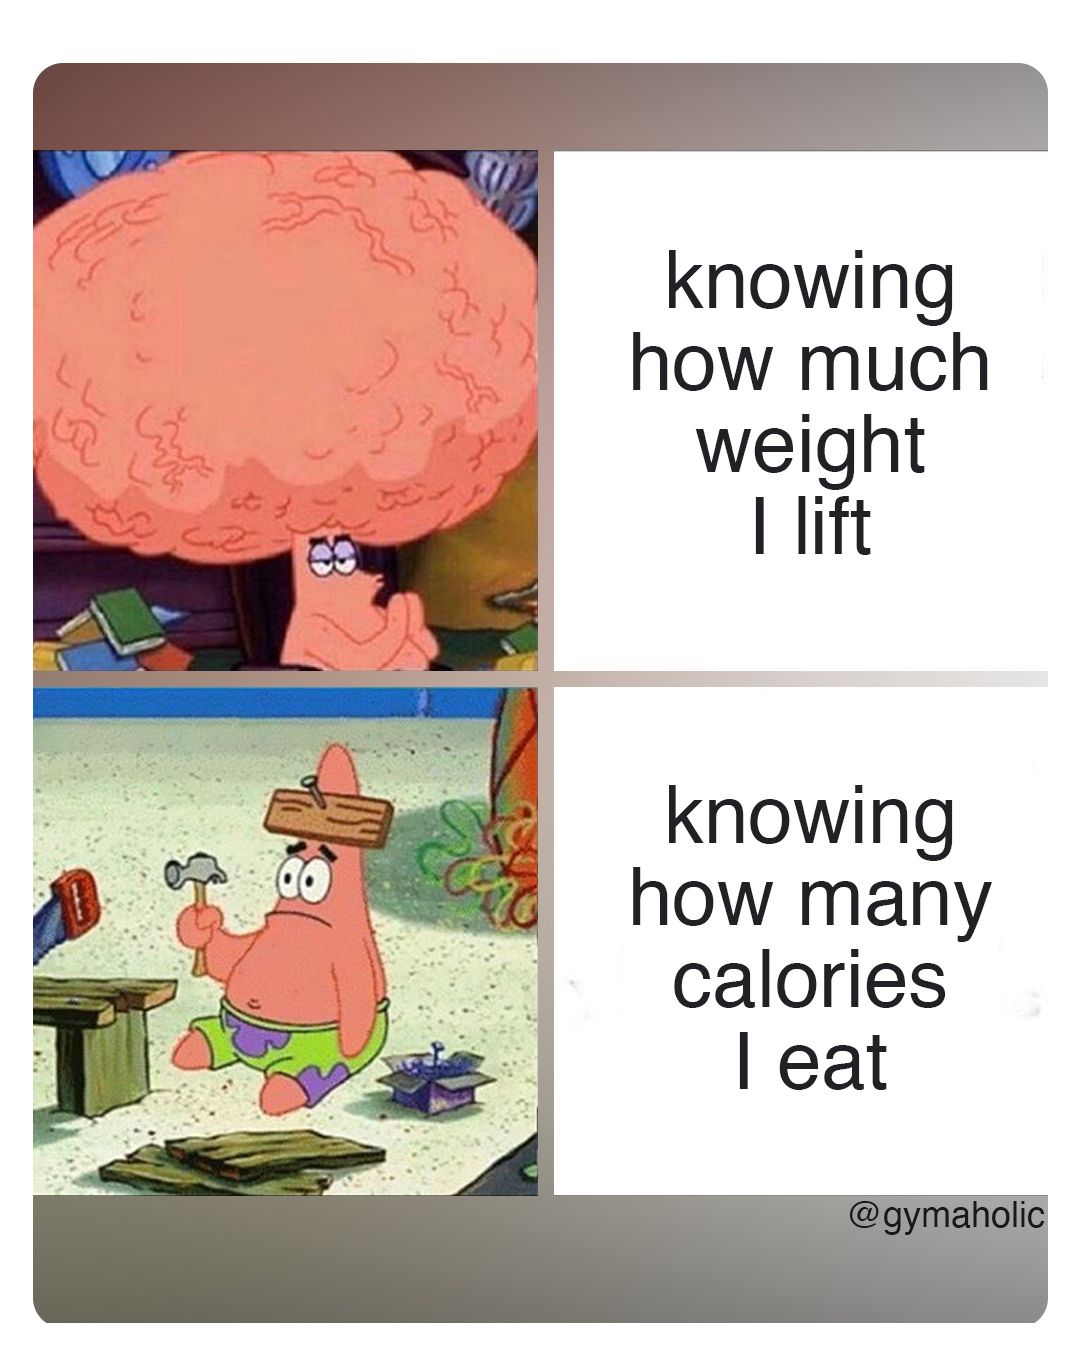 knowing
how much
weight
I lift
knowing
how many
calories
I eat
@gymaholic